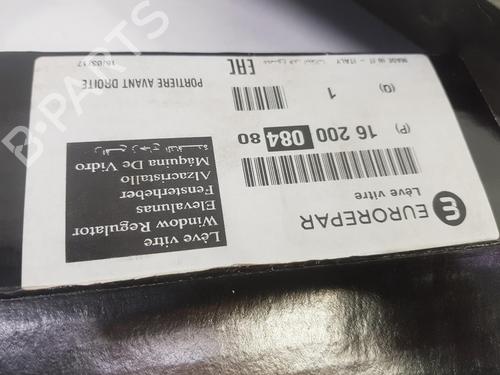 EUROREPAR
Lève vitre
(P) 16 200 084 80
(Q) 1
MADE IN IT - ITALY
EAC
PORTIERE AVANT DROITE
Lève vitre
Window Regulator
Elevalunas
Fensterheber
Alzacristallo
Máquina De Vidro
B-PARTS